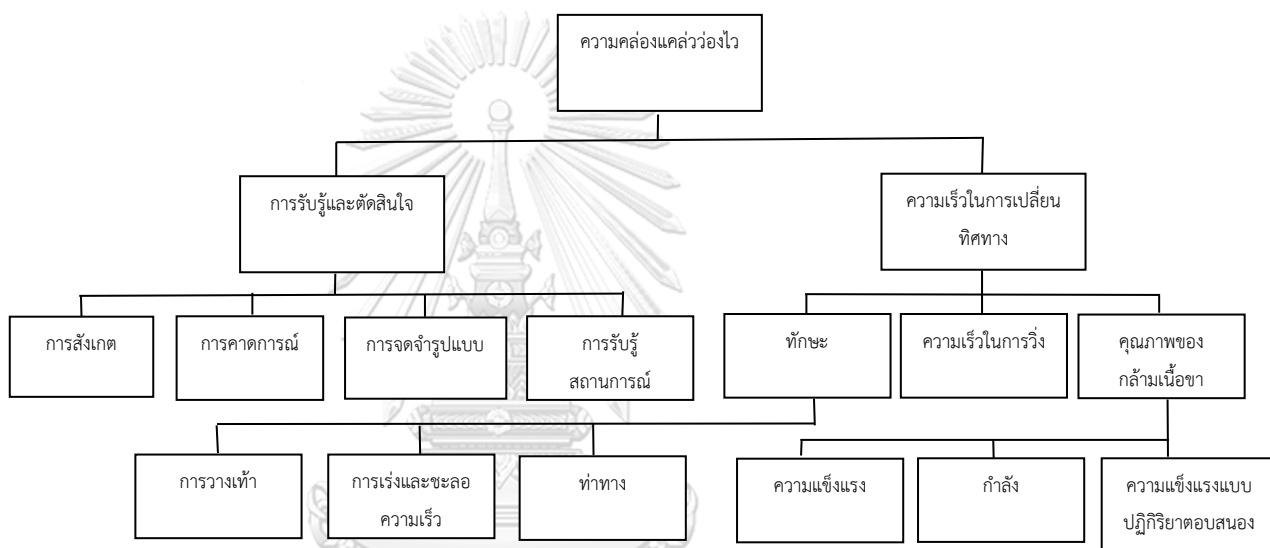 ความคล่องแคล่วว่องไว
การรับรู้และตัดสินใจ
ความเร็วในการเปลี่ยน
ทิศทาง
การสังเกต
การคาดการณ์
การจดจำรูปแบบ
การรับรู้
สถานการณ์
ทักษะ
ความเร็วในการวิ่ง
คุณภาพของ
กล้ามเนื้อขา
การวางเท้า
การเร่งและชะลอ
ความเร็ว
ท่าทาง
ความแข็งแรง
กำลัง
ความแข็งแรงแบบ
ปฏิกิริยาตอบสนอง